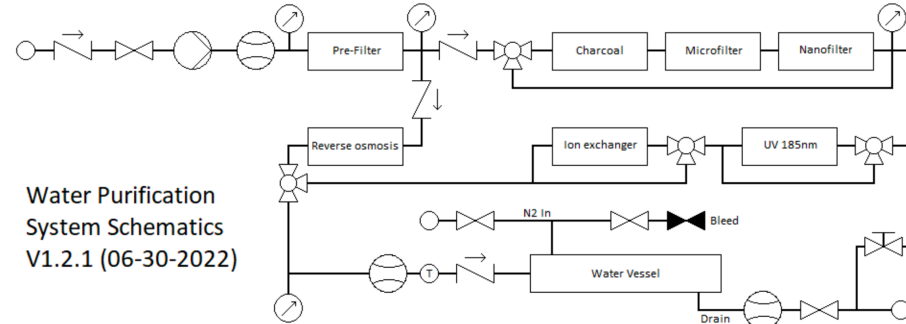 Pre-Filter
Charcoal
Microfilter
Nanofilter
Reverse osmosis
Ion exchanger
UV 185nm
Water Purification
System Schematics
V1.2.1 (06-30-2022)
N2 In
Bleed
T
Water Vessel
Drain